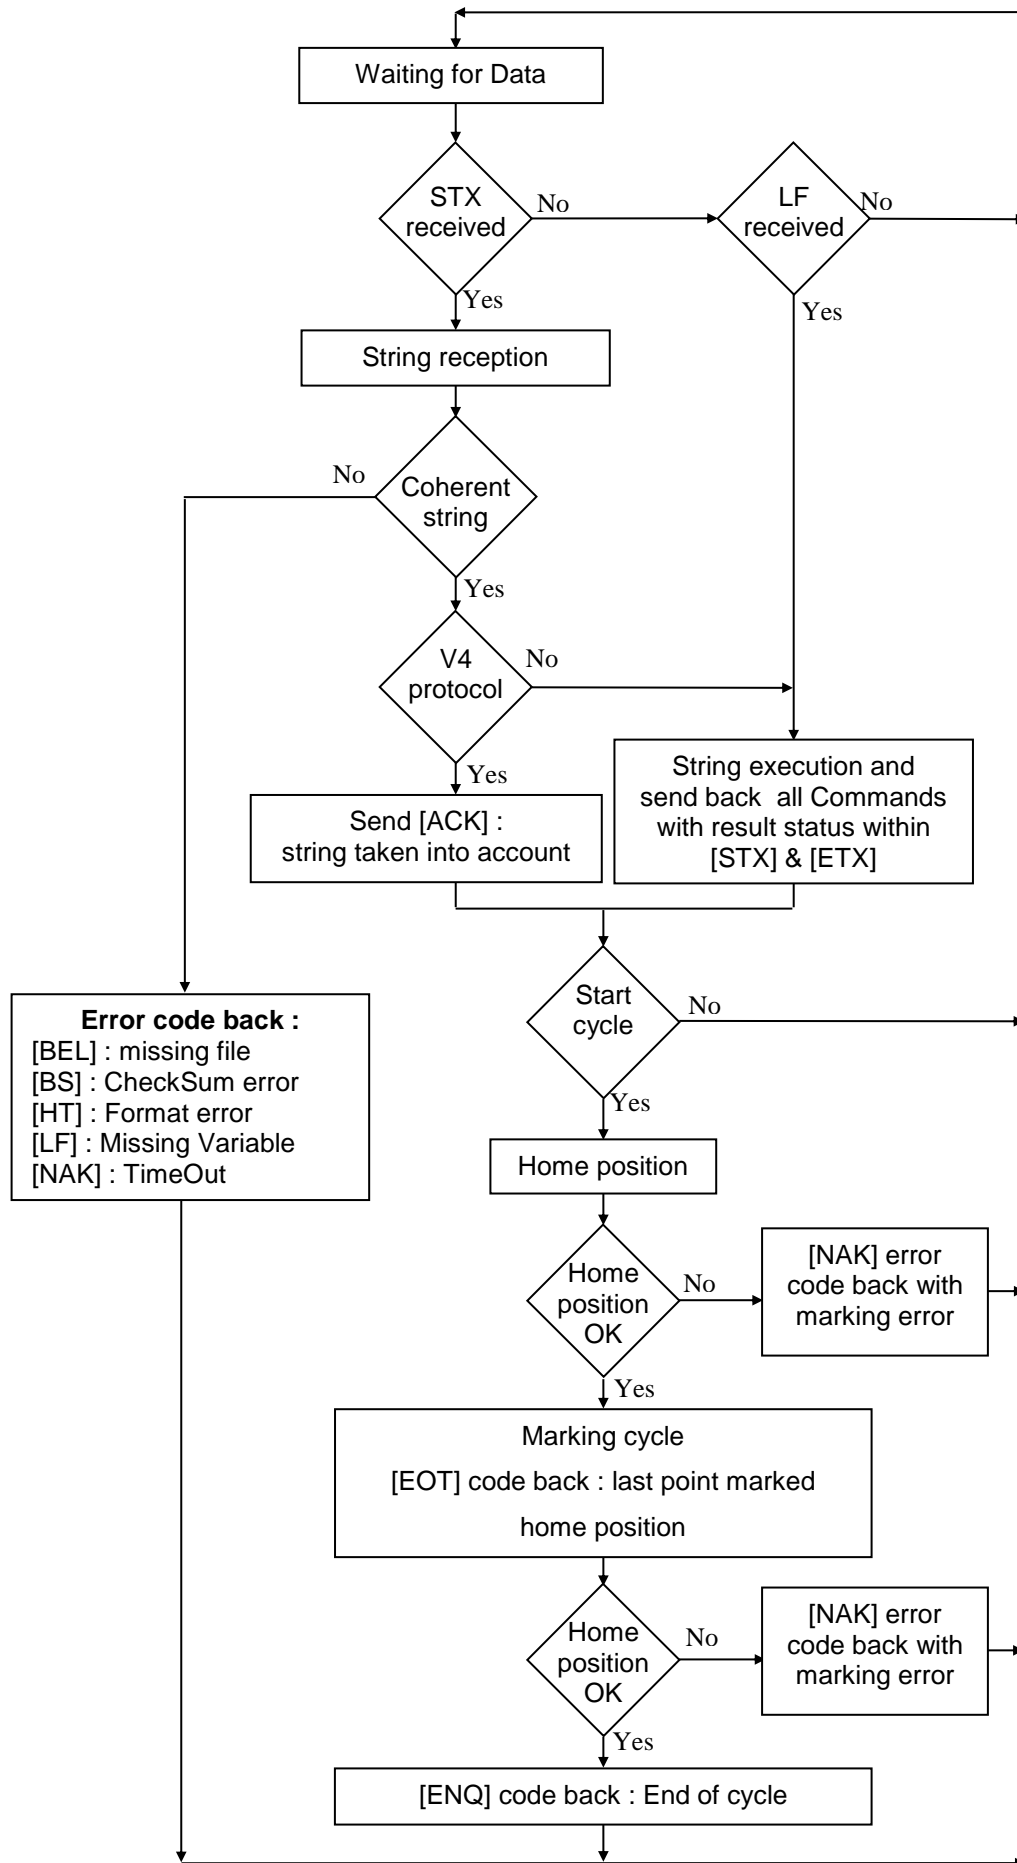 Waiting for Data
STX
received
No
LF
received
No
Yes
Yes
String reception
No
Coherent
string
Yes
V4
protocol
No
Yes
Send [ACK] :
string taken into account
String execution and
send back all Commands
with result status within
[STX] & [ETX]
Start
cycle
No
Yes
Error code back :
[BEL] : missing file
[BS] : CheckSum error
[HT] : Format error
[LF] : Missing Variable
[NAK] : TimeOut
Home position
Home
position
OK
No
[NAK] error
code back with
marking error
Yes
Marking cycle
[EOT] code back : last point marked
home position
Home
position
OK
No
[NAK] error
code back with
marking error
Yes
[ENQ] code back : End of cycle